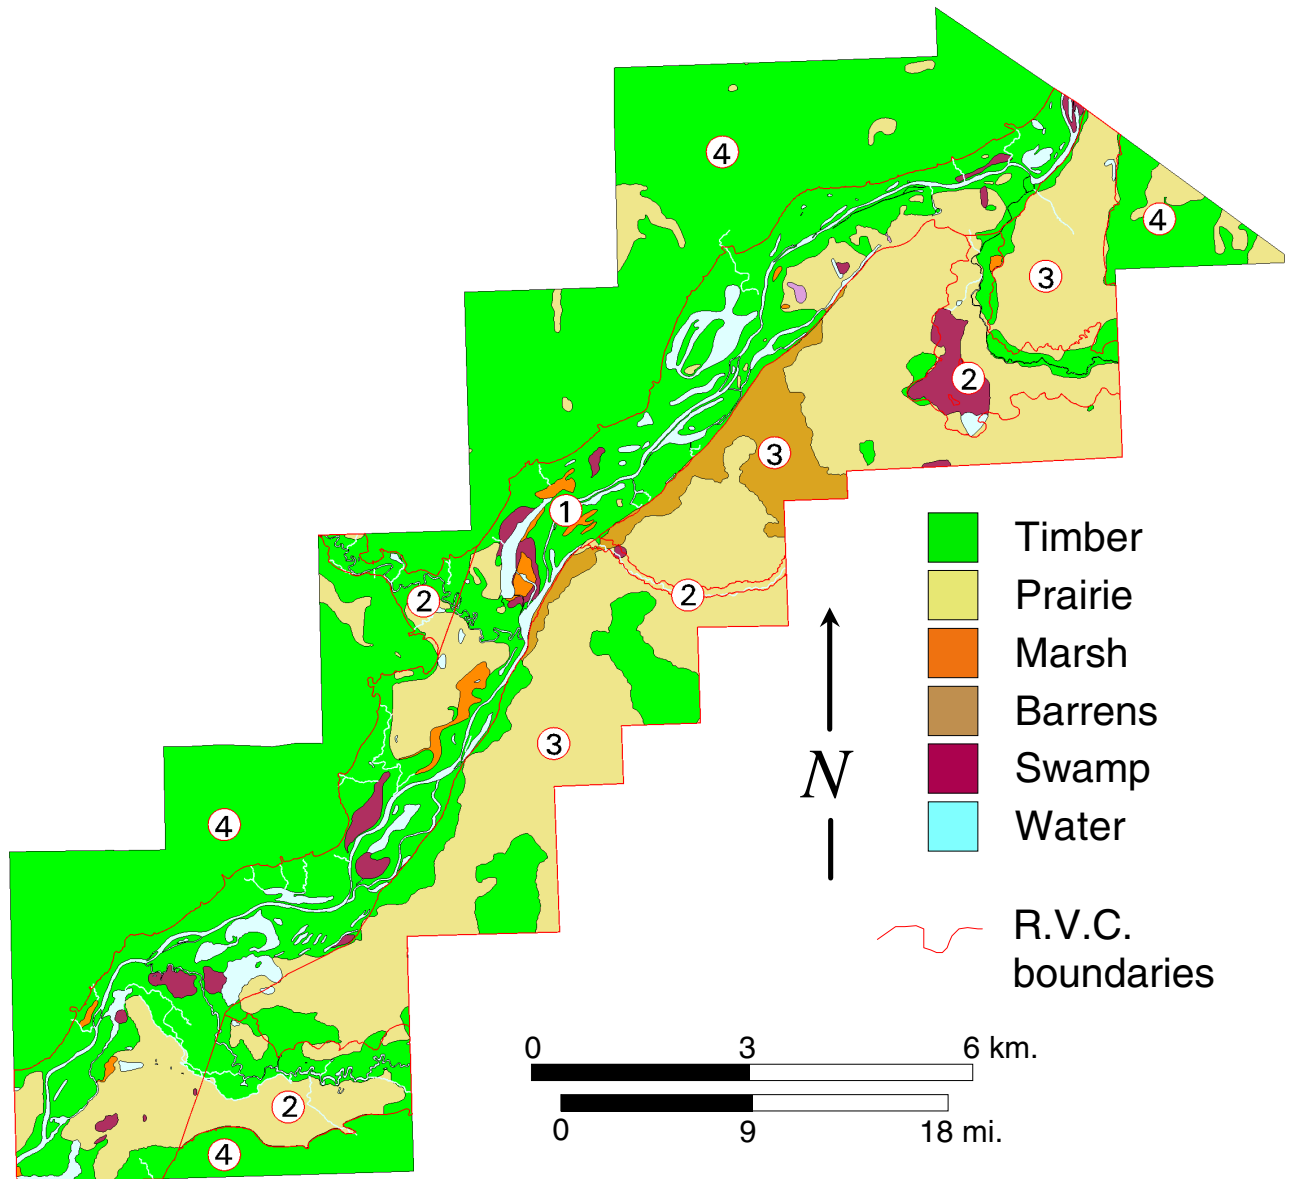 4
4
3
2
3
1
2
2
3
4
2
4
Timber
Prairie
Marsh
Barrens
Swamp
Water
N
R.V.C.
boundaries
0 3 6 km.
0 9 18 mi.